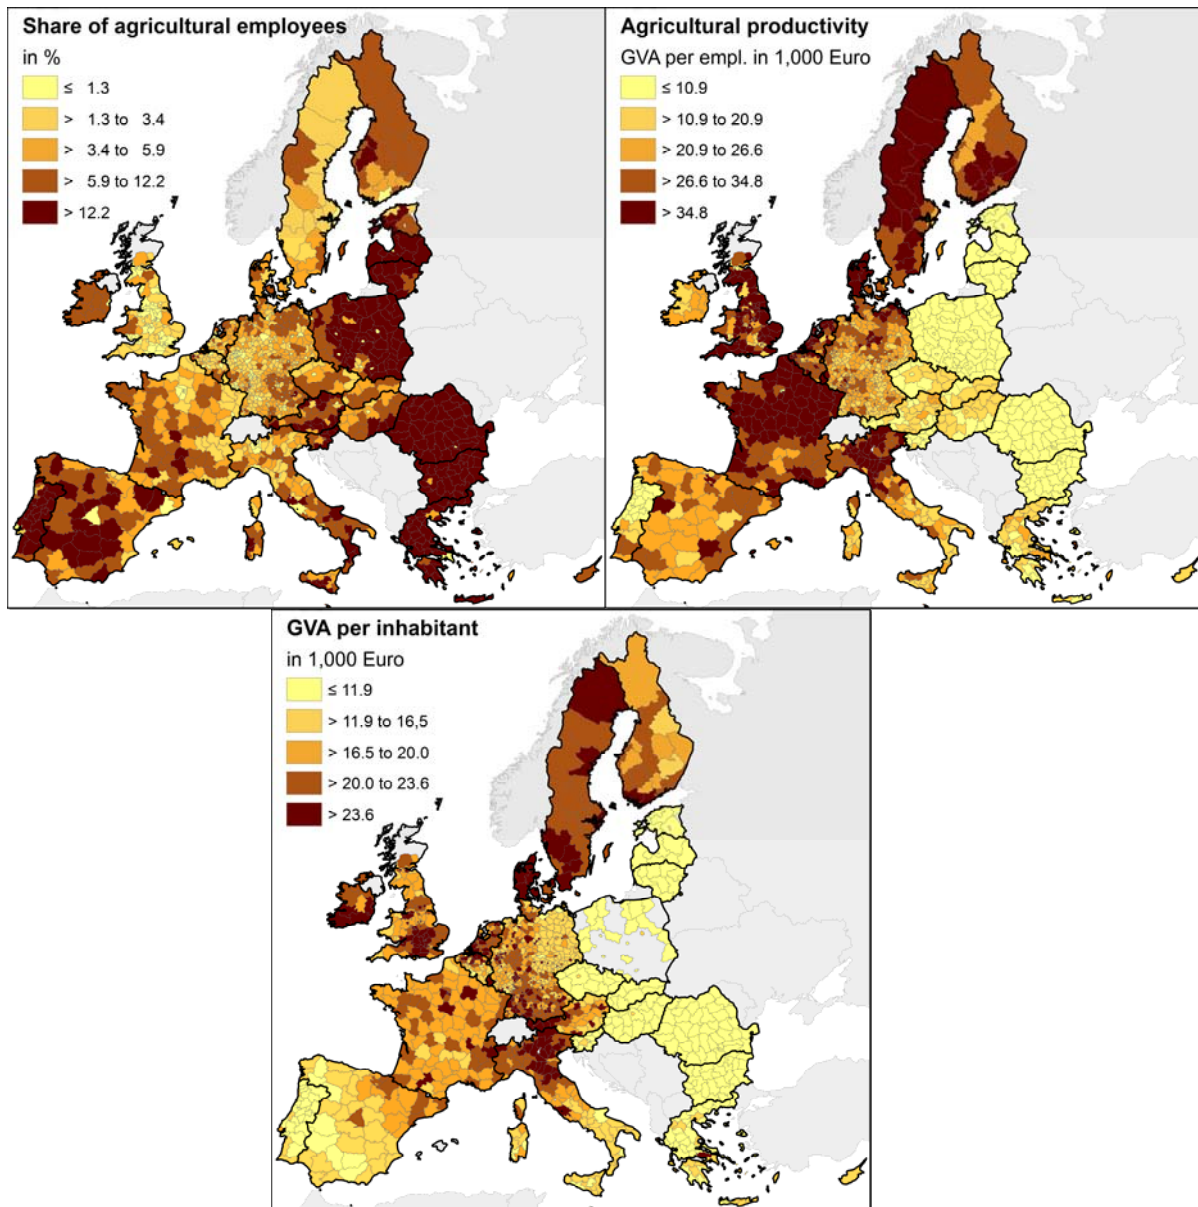 Share of agricultural employees
in %
≤ 1.3
> 1.3 to 3.4
> 3.4 to 5.9
> 5.9 to 12.2
> 12.2
Agricultural productivity
GVA per empl. in 1,000 Euro
≤ 10.9
> 10.9 to 20.9
> 20.9 to 26.6
> 26.6 to 34.8
> 34.8
GVA per inhabitant
in 1,000 Euro
≤ 11.9
> 11.9 to 16,5
> 16.5 to 20.0
> 20.0 to 23.6
> 23.6